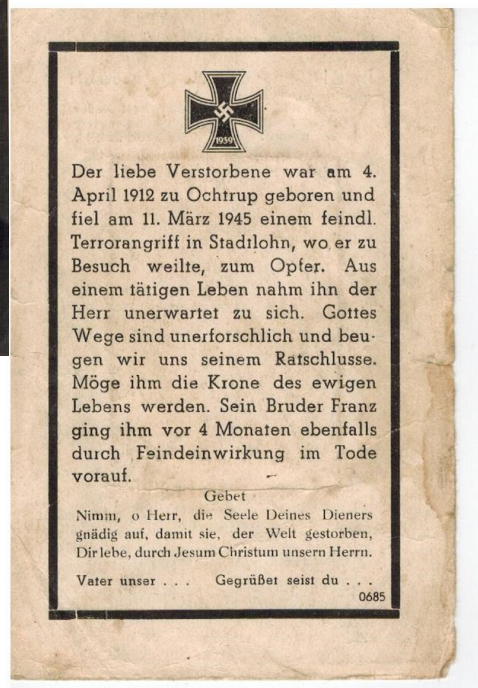 1939
Der liebe Verstorbene war am 4.
April 1912 zu Ochtrup geboren und
fiel am 11. März 1945 einem feindl.
Terrorangriff in Stadtlohn, wo er zu
Besuch weilte, zum Opfer. Aus
einem tätigen Leben nahm ihn der
Herr unerwartet zu sich. Gottes
Wege sind unerforschlich und beu-
gen wir uns seinem Ratschlusse.
Möge ihm die Krone des ewigen
Lebens werden. Sein Bruder Franz
ging ihm vor 4 Monaten ebenfalls
durch Feindeinwirkung im Tode
vorauf.
Gebet
Nimm, o Herr, die Seele Deines Dieners
gnädig auf, damit sie, der Welt gestorben,
Dir lebe, durch Jesum Christum unsern Herrn.
Vater unser . . . Gegrüßet seist du . . .
0685